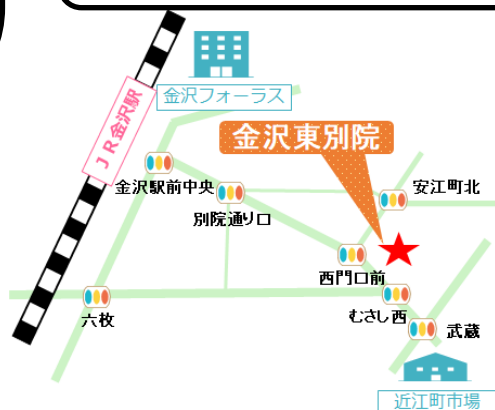 金沢フォーラス
JR金沢駅
金沢東別院
金沢駅前中央
安江町北
別院通り口
西門口前
むさし西
六枚
武蔵
近江町市場